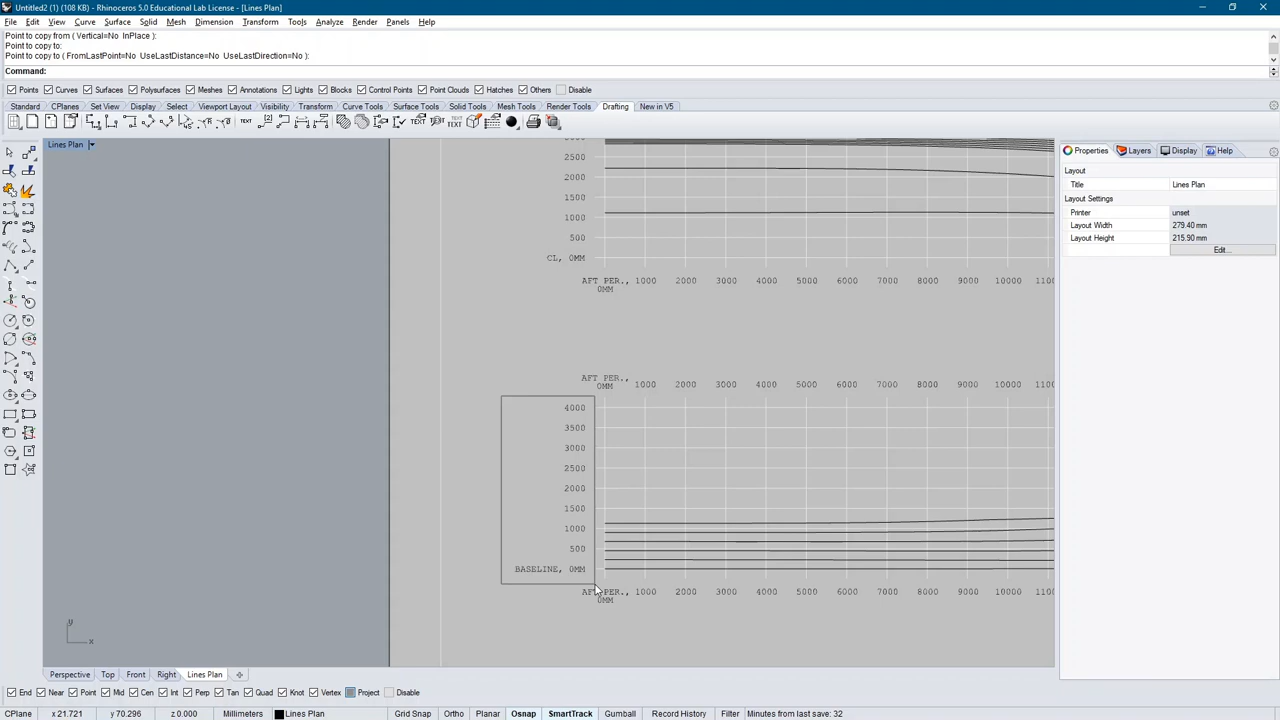 Untitled2 (1) (108 KB) - Rhinoceros 5.0 Educational Lab License - [Lines Plan]
File Edit View Curve Surface Solid Mesh Dimension Transform Tools Analyze Render Panels Help
Point to copy from ( Vertical=No InPlace ):
Point to copy to:
Point to copy to ( FromLastPoint=No UseLastDistance=No UseLastDirection=No ):
Command:
Points Curves Surfaces Polysurfaces Meshes Annotations Lights Blocks Control Points Point Clouds Hatches Others Disable
Standard CPlanes Set View Display Select Viewport Layout Visibility Transform Curve Tools Surface Tools Solid Tools Mesh Tools Render Tools Drafting New in V5
Lines Plan
Properties Layers Display Help
Layout
Title Lines Plan
Layout Settings
Printer unset
Layout Width 279.40 mm
Layout Height 215.90 mm
Edit...
2500
2000
1500
1000
500
CL, 0MM
AFT PER., 1000 2000 3000 4000 5000 6000 7000 8000 9000 10000
0MM
AFT PER., 1000 2000 3000 4000 5000 6000 7000 8000 9000 10000
0MM
4000
3500
3000
2500
2000
1500
1000
500
BASELINE, 0MM
AFT PER., 1000 2000 3000 4000 5000 6000 7000 8000 9000 10000
0MM
y
x
Perspective Top Front Right Lines Plan
End Near Point Mid Cen Int Perp Tan Quad Knot Vertex Project Disable
CPlane x 21.721 y 70.296 z 0.000 Millimeters Lines Plan Grid Snap Ortho Planar Osnap SmartTrack Gumball Record History Filter Minutes from last save: 32